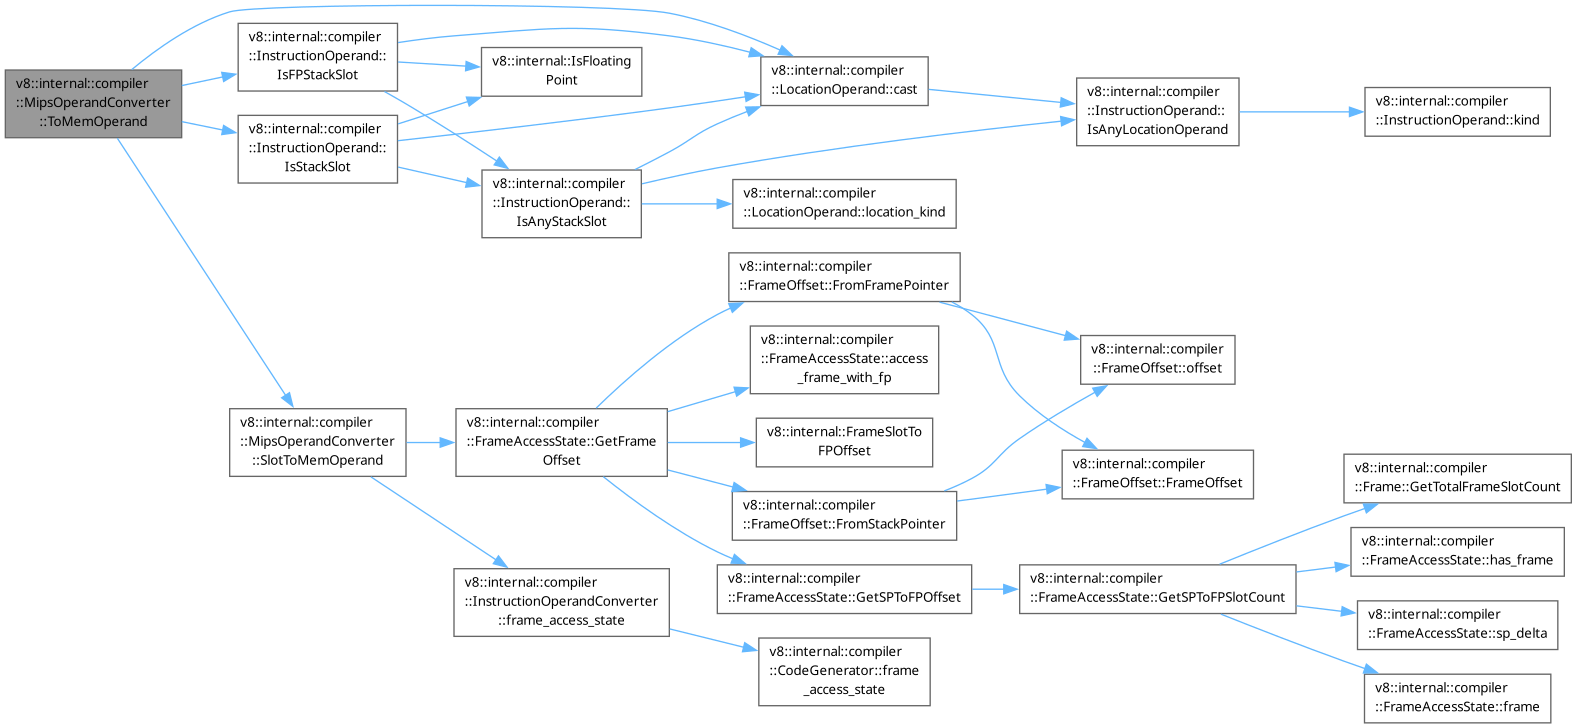 v8::internal::compiler
::MipsOperandConverter
::ToMemOperand
v8::internal::compiler
::InstructionOperand::
IsFPStackSlot
v8::internal::compiler
::InstructionOperand::
IsStackSlot
v8::internal::IsFloating
Point
v8::internal::compiler
::InstructionOperand::
IsAnyStackSlot
v8::internal::compiler
::LocationOperand::cast
v8::internal::compiler
::LocationOperand::location_kind
v8::internal::compiler
::InstructionOperand::
IsAnyLocationOperand
v8::internal::compiler
::InstructionOperand::kind
v8::internal::compiler
::MipsOperandConverter
::SlotToMemOperand
v8::internal::compiler
::FrameAccessState::GetFrame
Offset
v8::internal::compiler
::InstructionOperandConverter
::frame_access_state
v8::internal::compiler
::FrameOffset::FromFramePointer
v8::internal::compiler
::FrameAccessState::access
_frame_with_fp
v8::internal::FrameSlotTo
FPOffset
v8::internal::compiler
::FrameOffset::FromStackPointer
v8::internal::compiler
::FrameAccessState::GetSPToFPOffset
v8::internal::compiler
::CodeGenerator::frame
_access_state
v8::internal::compiler
::FrameOffset::offset
v8::internal::compiler
::FrameOffset::FrameOffset
v8::internal::compiler
::FrameAccessState::GetSPToFPSlotCount
v8::internal::compiler
::Frame::GetTotalFrameSlotCount
v8::internal::compiler
::FrameAccessState::has_frame
v8::internal::compiler
::FrameAccessState::sp_delta
v8::internal::compiler
::FrameAccessState::frame